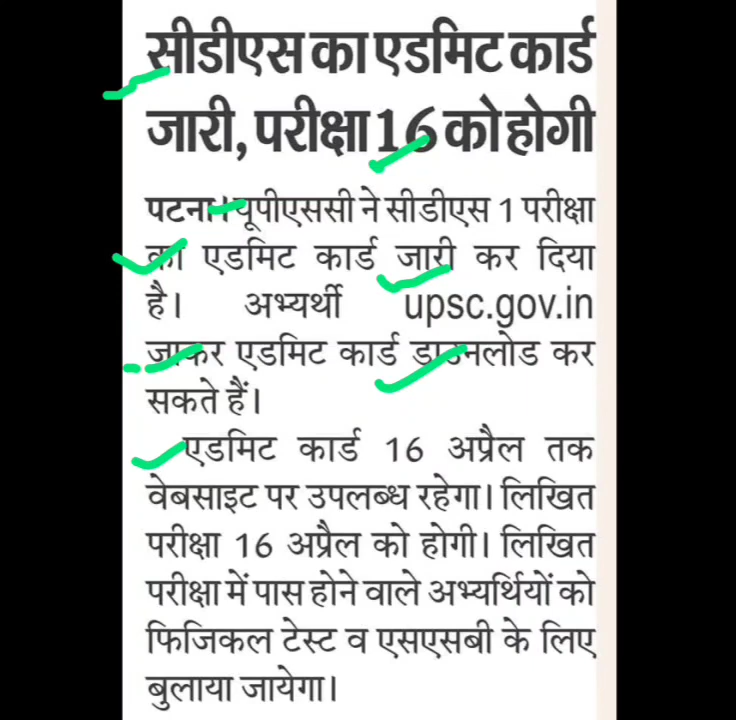 सीडीएस का एडमिट कार्ड
जारी, परीक्षा 16 को होगी
पटना। यूपीएससी ने सीडीएस 1 परीक्षा
का एडमिट कार्ड जारी कर दिया
है। अभ्यर्थी upsc.gov.in
जाकर एडमिट कार्ड डाउनलोड कर
सकते हैं।
एडमिट कार्ड 16 अप्रैल तक
वेबसाइट पर उपलब्ध रहेगा। लिखित
परीक्षा 16 अप्रैल को होगी। लिखित
परीक्षा में पास होने वाले अभ्यर्थियों को
फिजिकल टेस्ट व एसएसबी के लिए
बुलाया जायेगा।